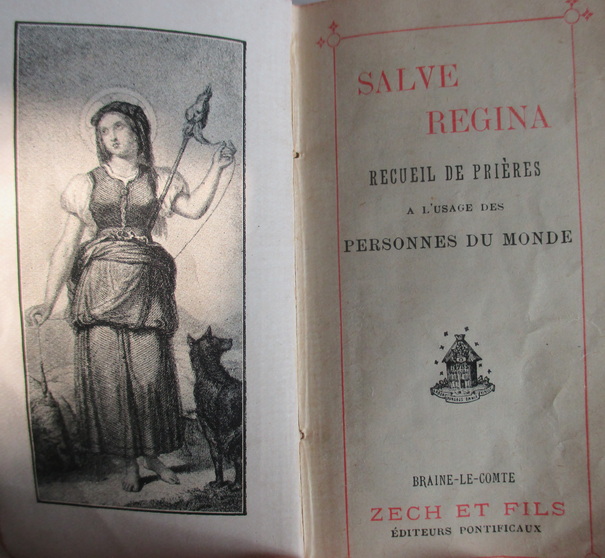 SALVE
REGINA
RECUEIL DE PRIÈRES
A L'USAGE DES
PERSONNES DU MONDE
BRAINE-LE-COMTE
ZECH ET FILS
ÉDITEURS PONTIFICAUX